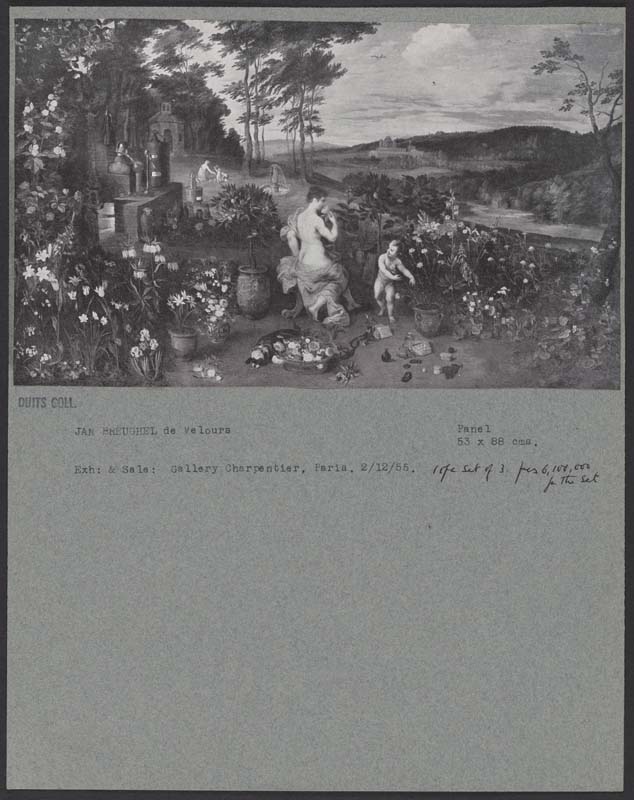 DUITS COLL.
JAN BREUGHEL de Velours
Panel
53 x 88 cms.
Exh: & Sale: Gallery Charpentier, Paris. 2/12/55. 1 of a set of 3. frs 6,100,000
for the set